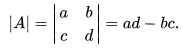 |A| = | a b | = ad − bc.
| c d |